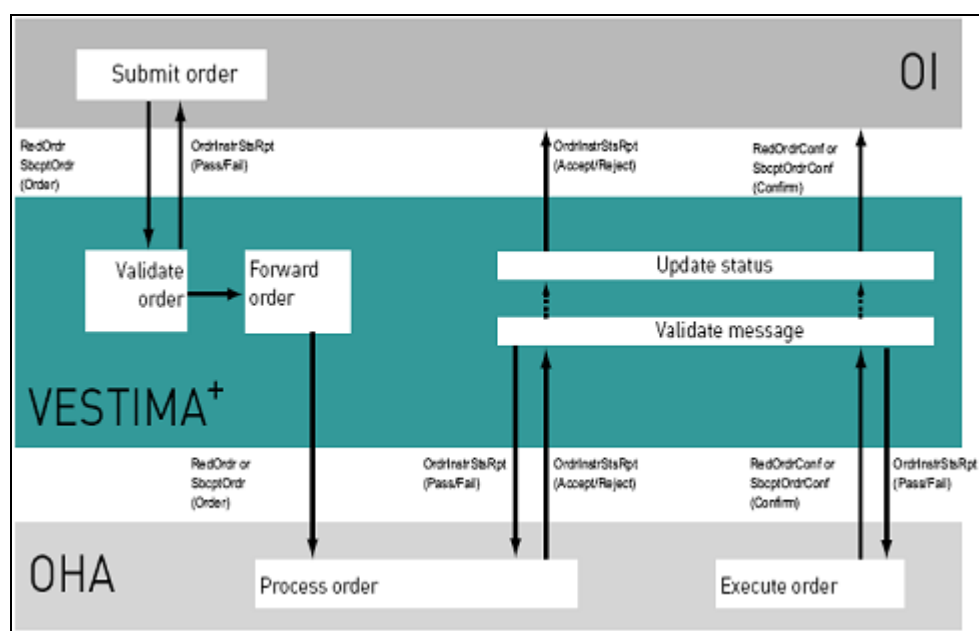 Submit order
OI
RedOrdr
SbcptOrdr
(Order)
OrdrInstrStsRpt
(Pass/Fail)
OrdrInstrStsRpt
(Accept/Reject)
RedOrdrConf or
SbcptOrdrConf
(Confirm)
Validate
order
Forward
order
Update status
Validate message
VESTIMA+
RedOrdr or
SbcptOrdr
(Order)
OrdrInstrStsRpt
(Pass/Fail)
OrdrInstrStsRpt
(Accept/Reject)
RedOrdrConf or
SbcptOrdrConf
(Confirm)
OrdrInstrStsRpt
(Pass/Fail)
OHA
Process order
Execute order